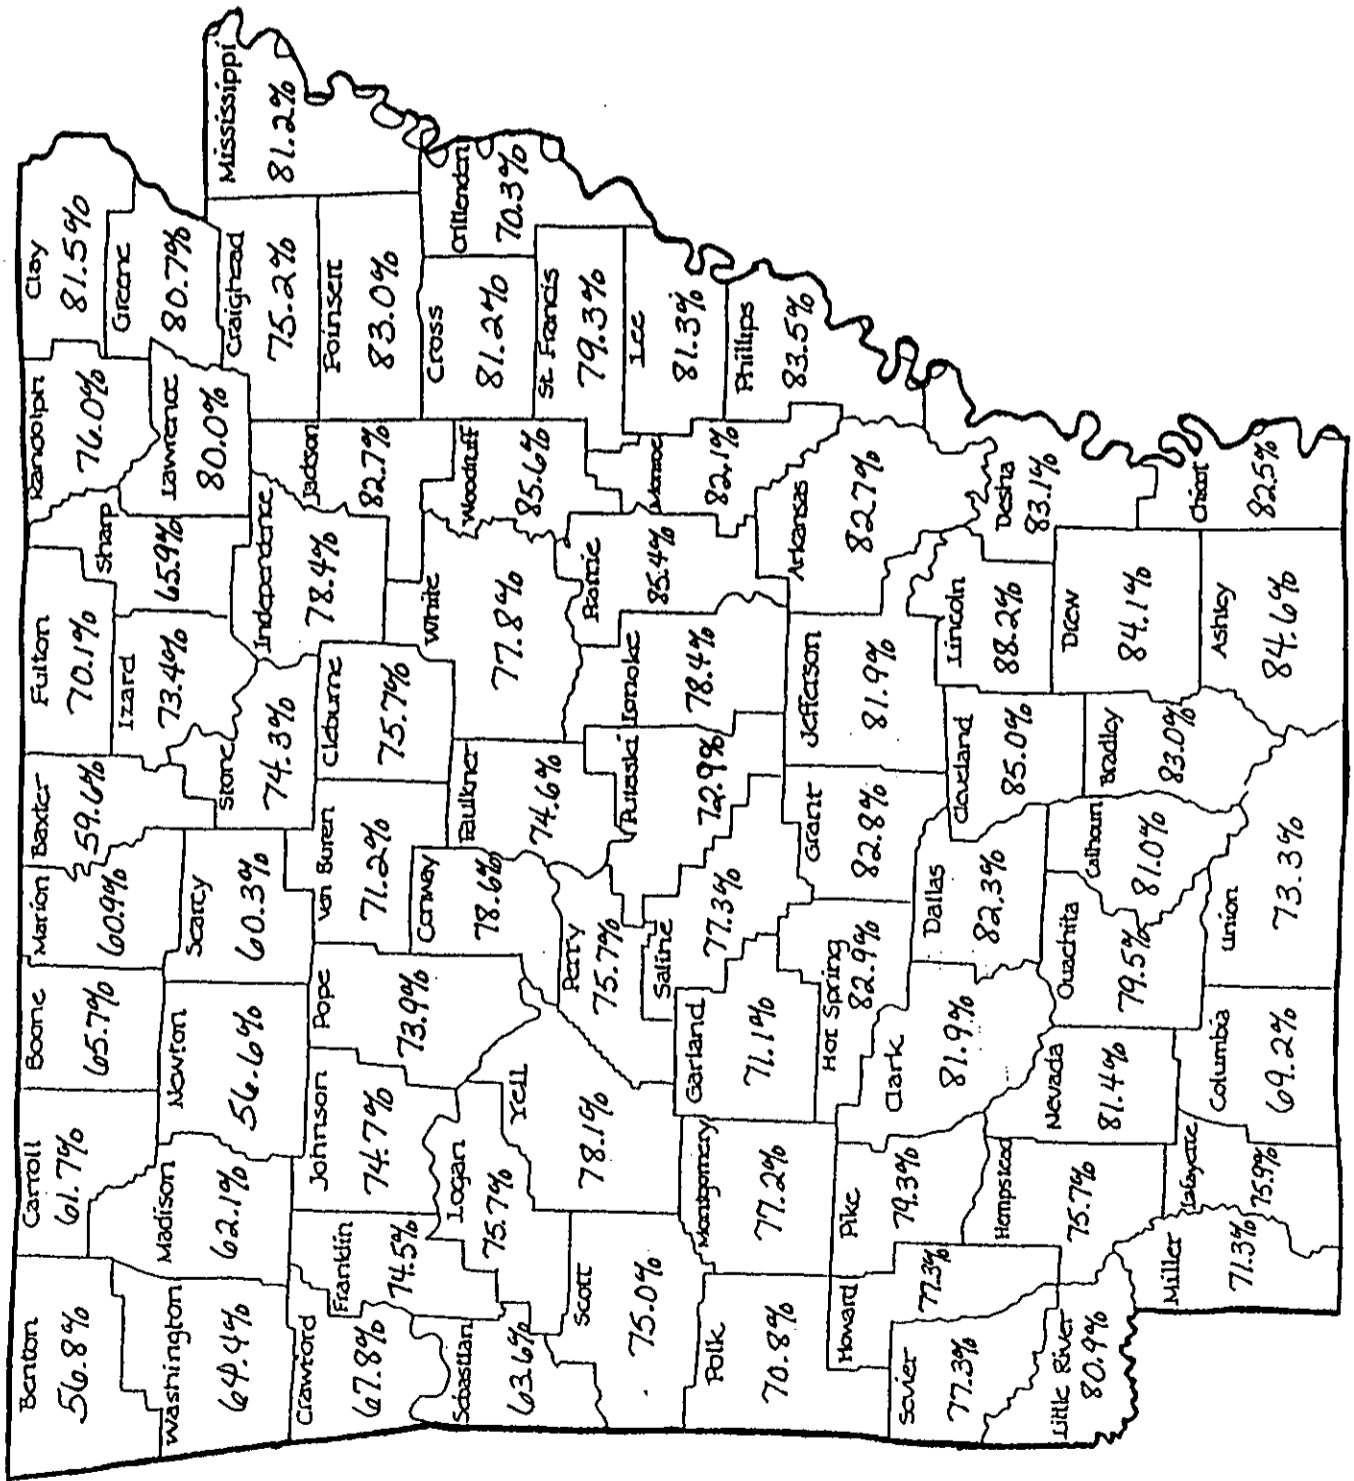 Benton
56.8%
Carroll
61.7%
Boone
65.7%
Marion
60.9%
Baxter
59.6%
Fulton
70.1%
Sharp
65.9%
Randolph
76.0%
Clay
81.5%
Greene
80.7%
Washington
64.4%
Madison
62.1%
Newton
56.6%
Searcy
60.3%
Izard
73.4%
Stone
74.3%
Lawrence
80.0%
Independence
78.4%
Craighead
75.2%
Mississippi
81.2%
Crawford
67.8%
Franklin
74.5%
Johnson
74.7%
Pope
73.9%
Van Buren
71.2%
Cleburne
75.7%
Jackson
82.7%
Poinsett
83.0%
Sebastian
63.6%
Logan
75.7%
Yell
78.1%
Conway
78.6%
Faulkner
74.6%
White
77.8%
Woodruff
85.6%
Cross
81.2%
Crittenden
70.3%
Scott
75.0%
Perry
75.7%
Pulaski
72.9%
Lonoke
78.4%
Prairie
85.4%
Monroe
82.1%
St. Francis
79.3%
Lee
81.3%
Phillips
83.5%
Polk
70.8%
Montgomery
77.2%
Garland
71.1%
Saline
77.3%
Hot Spring
82.9%
Grant
82.8%
Jefferson
81.9%
Arkansas
82.7%
Howard
77.3%
Pike
79.3%
Clark
81.9%
Dallas
82.3%
Cleveland
85.0%
Lincoln
88.2%
Desha
83.1%
Sevier
77.3%
Little River
80.9%
Hempstead
75.7%
Nevada
81.4%
Ouachita
79.5%
Calhoun
81.0%
Bradley
83.0%
Drew
84.1%
Chicot
82.5%
Miller
71.3%
Lafayette
75.9%
Columbia
69.2%
Union
73.3%
Ashley
84.6%